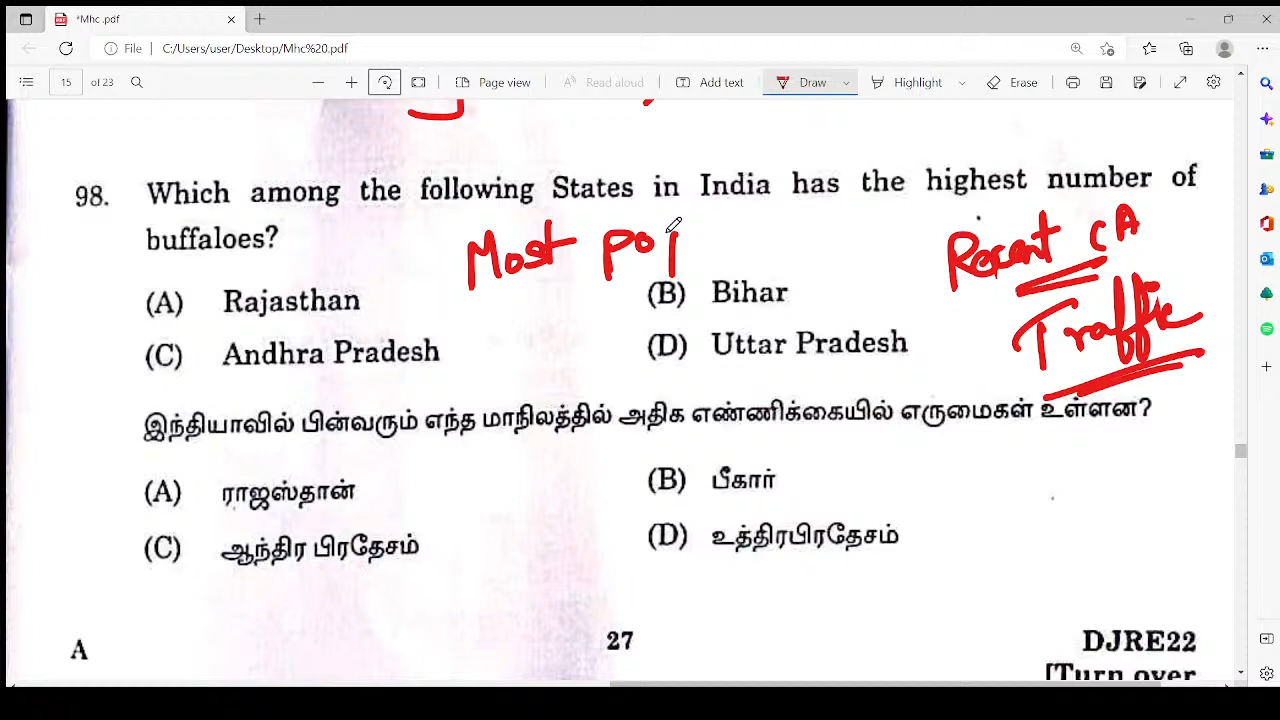 *Mhc .pdf
File | C:/Users/user/Desktop/Mhc%20.pdf
15 of 23 Page view Read aloud Add text Draw Highlight Erase
98. Which among the following States in India has the highest number of
buffaloes?
Most pop
Recent CA
Traffic
(A) Rajasthan (B) Bihar
(C) Andhra Pradesh (D) Uttar Pradesh
இந்தியாவில் பின்வரும் எந்த மாநிலத்தில் அதிக எண்ணிக்கையில் எருமைகள் உள்ளன?
(A) ராஜஸ்தான் (B) பீகார்
(C) ஆந்திர பிரதேசம் (D) உத்திரபிரதேசம்
A 27 DJRE22
[Turn over